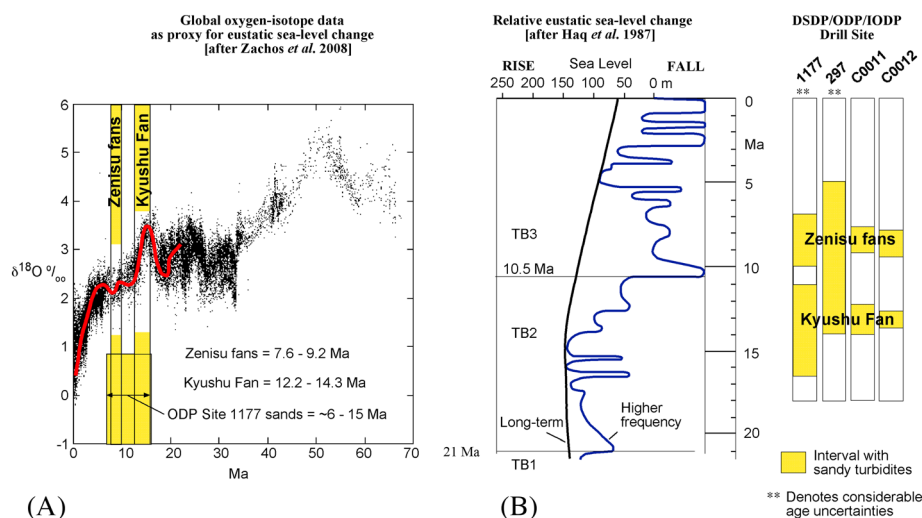 Global oxygen-isotope data
as proxy for eustatic sea-level change
[after Zachos et al. 2008]
6
5
4
3
2
1
0
-1
δ18O o/oo
Zenisu fans
Kyushu Fan
Zenisu fans = 7.6 - 9.2 Ma
Kyushu Fan = 12.2 - 14.3 Ma
ODP Site 1177 sands = ~6 - 15 Ma
0 10 20 30 40 50 60 70
Ma
(A)
Relative eustatic sea-level change
[after Haq et al. 1987]
RISE Sea Level FALL
250 200 150 100 50 0 m
0
Ma
5
10
15
20
TB3
10.5 Ma
TB2
Long-term
Higher
frequency
21 Ma
TB1
(B)
DSDP/ODP/IODP
Drill Site
1177 297 C0011 C0012
** **
Zenisu fans
Kyushu Fan
Interval with
sandy turbidites
** Denotes considerable
age uncertainties